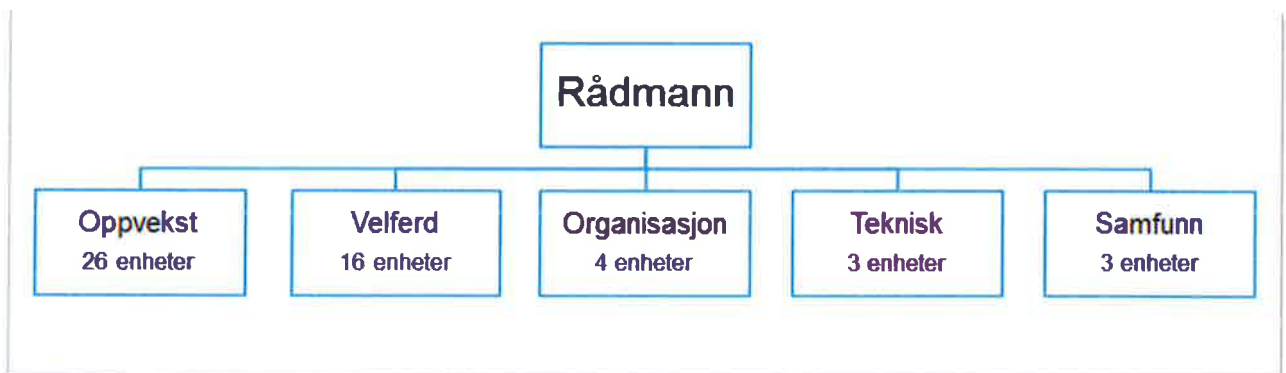 Rådmann
Oppvekst
26 enheter
Velferd
16 enheter
Organisasjon
4 enheter
Teknisk
3 enheter
Samfunn
3 enheter